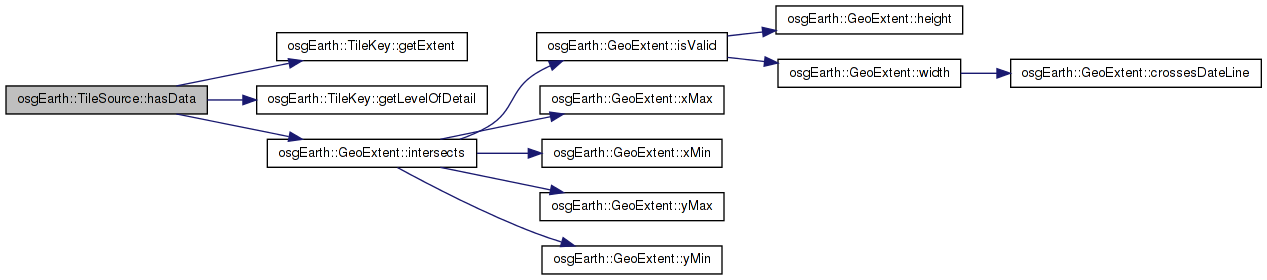 osgEarth::TileSource::hasData
osgEarth::TileKey::getExtent
osgEarth::TileKey::getLevelOfDetail
osgEarth::GeoExtent::intersects
osgEarth::GeoExtent::isValid
osgEarth::GeoExtent::xMax
osgEarth::GeoExtent::xMin
osgEarth::GeoExtent::yMax
osgEarth::GeoExtent::yMin
osgEarth::GeoExtent::height
osgEarth::GeoExtent::width
osgEarth::GeoExtent::crossesDateLine